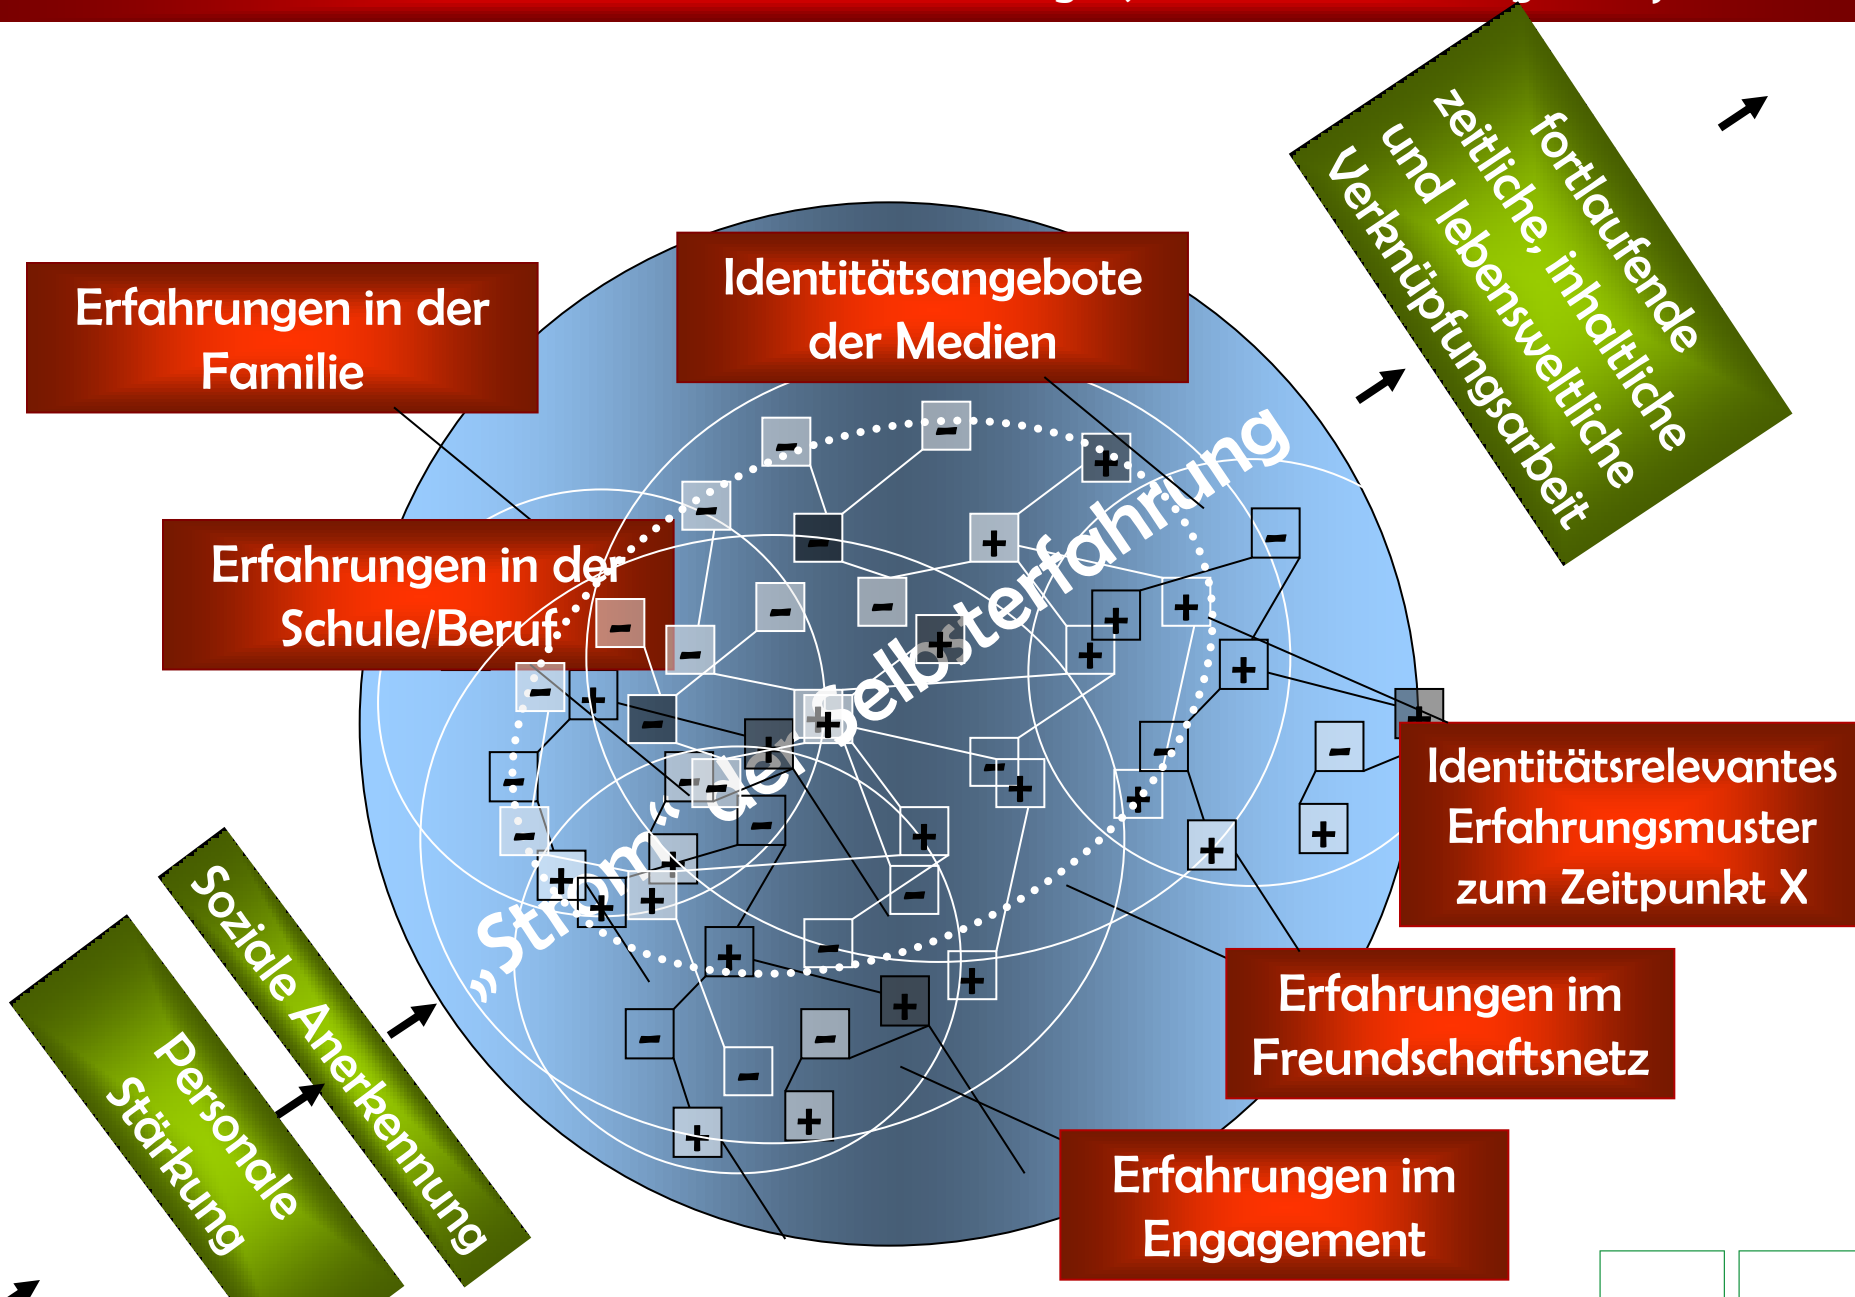 fortlaufende
zeitliche, inhaltliche
und lebensweltliche
Verknüpfungsarbeit
Identitätsangebote
der Medien
Erfahrungen in der
Familie
„Strom“ der Selbsterfahrung
Erfahrungen in der
Schule/Beruf
Identitätsrelevantes
Erfahrungsmuster
zum Zeitpunkt X
Soziale Anerkennung
Personale
Stärkung
Erfahrungen im
Freundschaftsnetz
Erfahrungen im
Engagement